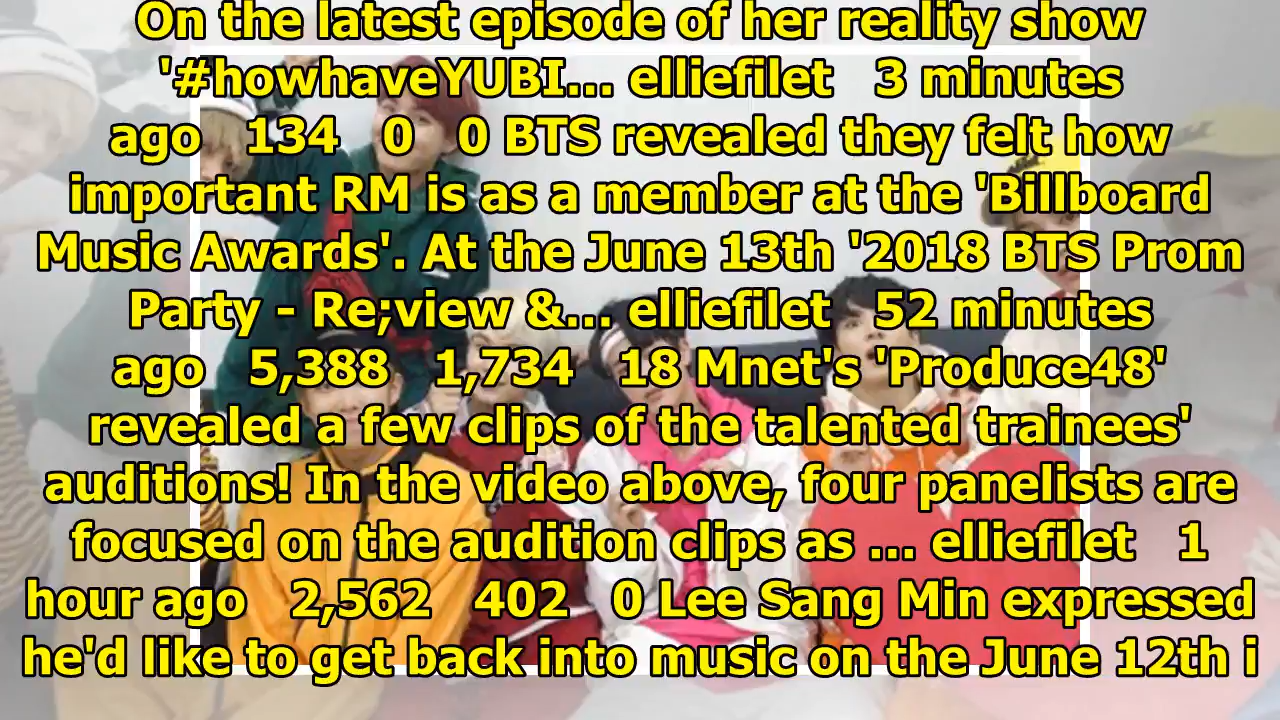 On the latest episode of her reality show
'#howhaveYUBI... elliefilet 3 minutes
ago 134 0 0 BTS revealed they felt how
important RM is as a member at the 'Billboard
Music Awards'. At the June 13th '2018 BTS Prom
Party - Re;view &... elliefilet 52 minutes
ago 5,388 1,734 18 Mnet's 'Produce48'
revealed a few clips of the talented trainees'
auditions! In the video above, four panelists are
focused on the audition clips as ... elliefilet 1
hour ago 2,562 402 0 Lee Sang Min expressed
he'd like to get back into music on the June 12th i